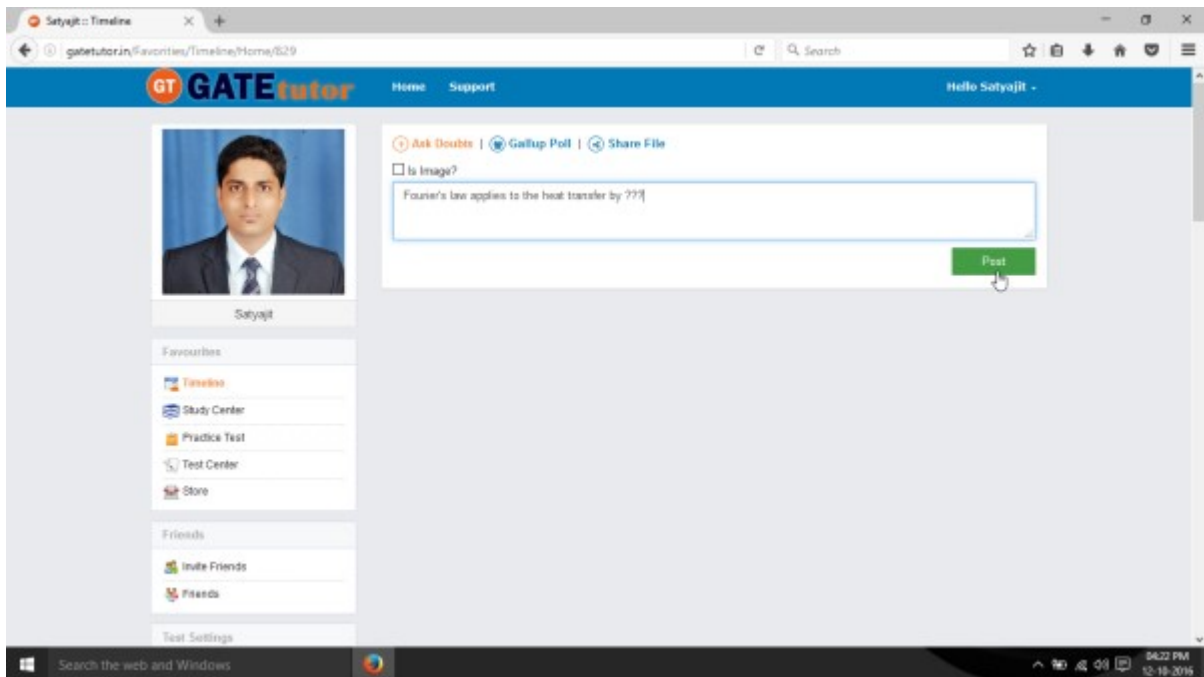 Satyajit :: Timeline
gatetutor.in/Favorities/Timeline/Home/829
Search
GT GATEtutor
Home Support
Hello Satyajit
Ask Doubts | Gallup Poll | Share File
Is Image?
Fourier's law applies to the heat transfer by ???
Post
Satyajit
Favourites
Timeline
Study Center
Practice Test
Test Center
Store
Friends
Invite Friends
Friends
Test Settings
Search the web and Windows
04:22 PM
12-10-2016